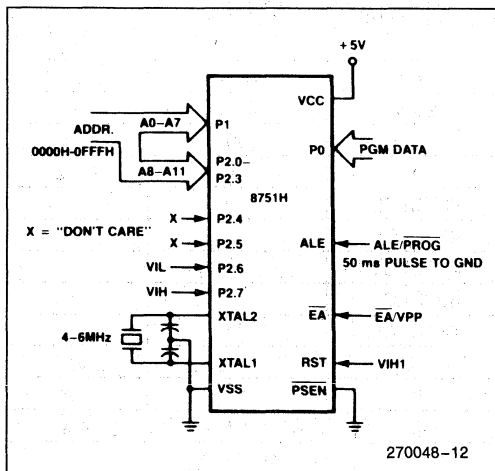 +5V
VCC
ADDR.
0000H-0FFFH
A0-A7
P1
A8-A11
P2.0-
P2.3
P0
PGM DATA
8751H
X = "DON'T CARE"
X
P2.4
X
P2.5
ALE
ALE/PROG
50 ms PULSE TO GND
VIL
P2.6
VIH
P2.7
EA
EA/VPP
4-6MHz
XTAL2
XTAL1
RST
VIH1
VSS
PSEN
270048-12